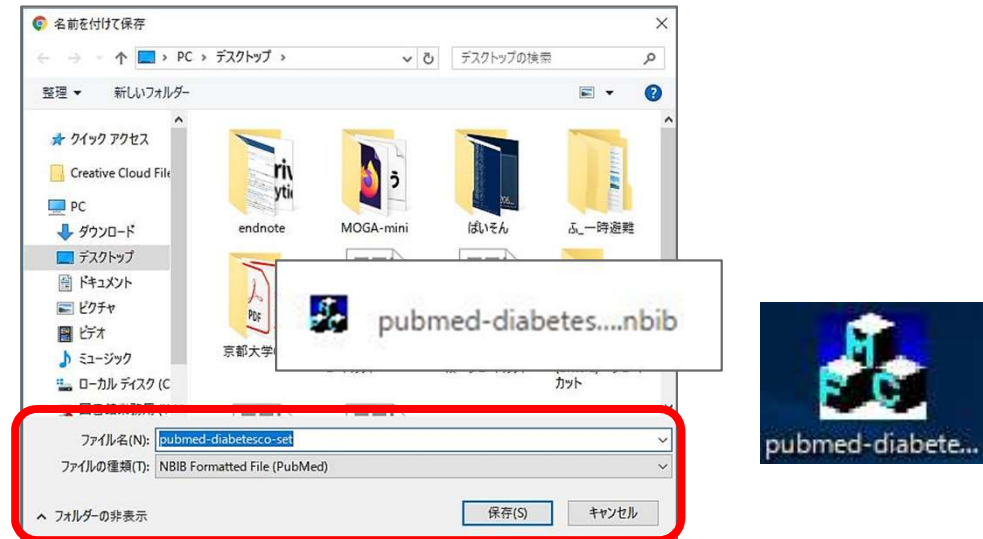 名前を付けて保存
PC › デスクトップ ›
デスクトップの検索
整理 新しいフォルダー
クイック アクセス
Creative Cloud File
PC
ダウンロード
デスクトップ
ドキュメント
ピクチャ
ビデオ
ミュージック
ローカル ディスク (C
endnote
MOGA-mini
ぱいそん
ふ_一時避難
京都大学
カット
pubmed-diabetes....nbib
ファイル名(N): pubmed-diabetesco-set
ファイルの種類(T): NBIB Formatted File (PubMed)
フォルダーの非表示
保存(S)
キャンセル
M
F C
pubmed-diabete...